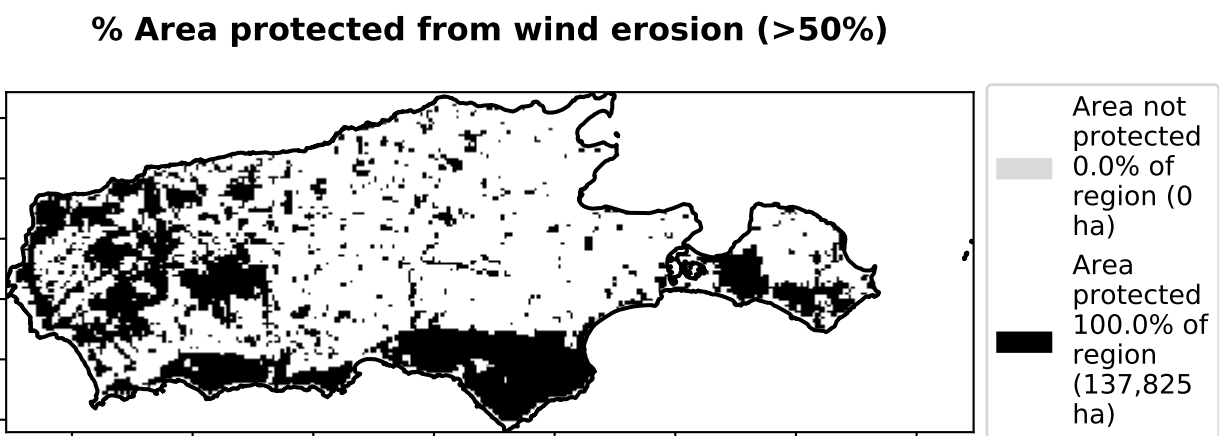 % Area protected from wind erosion (>50%)
Area not
protected
0.0% of
region (0
ha)
Area
protected
100.0% of
region
(137,825
ha)